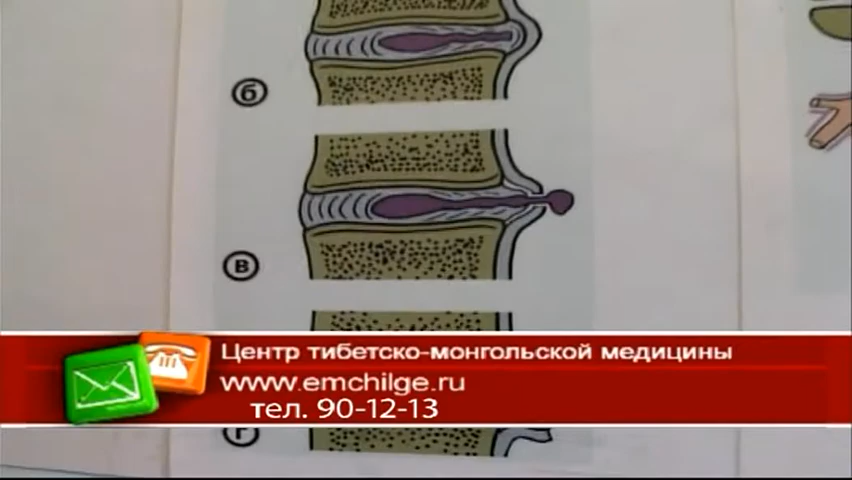 б
в
Центр тибетско-монгольской медицины
www.emchilge.ru
тел. 90-12-13
г